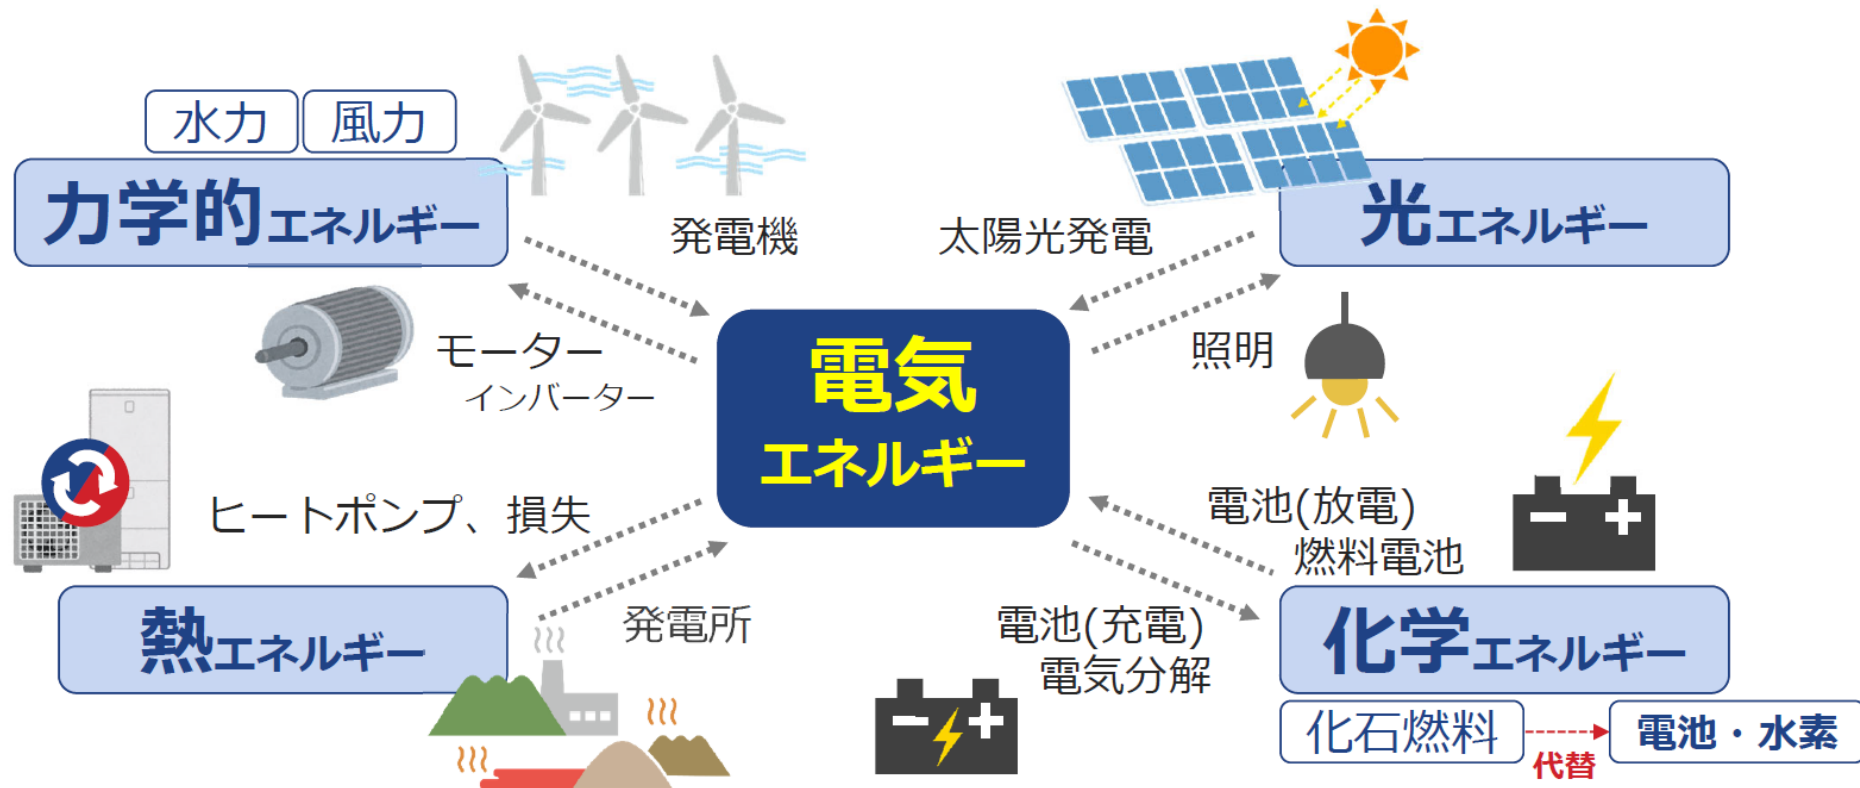 水力
風力
力学的エネルギー
発電機
太陽光発電
光エネルギー
モーター
インバーター
電気
エネルギー
照明
ヒートポンプ、損失
電池(放電)
燃料電池
熱エネルギー
発電所
電池(充電)
電気分解
化学エネルギー
化石燃料
代替
電池・水素